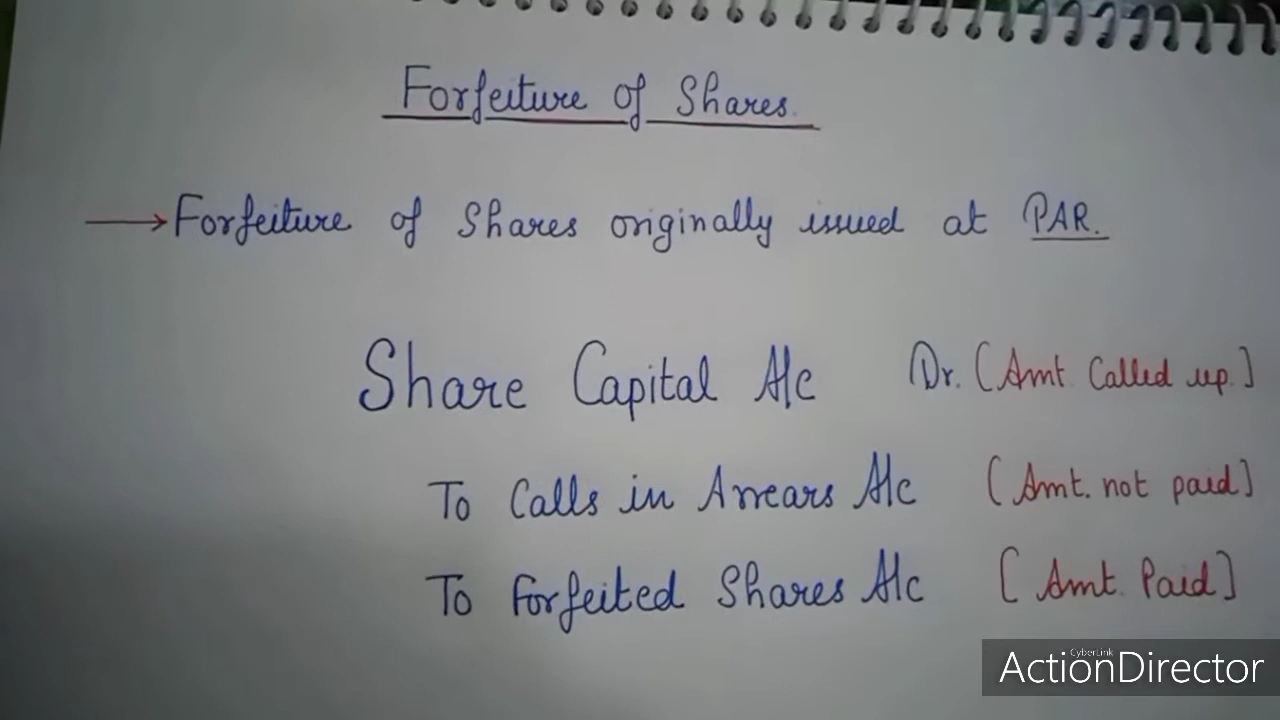 Forfeiture of Shares.
→ Forfeiture of Shares originally issued at PAR.
Share Capital A/c Dr. [Amt. Called up.]
To Calls in Arrears A/c [Amt. not paid]
To Forfeited Shares A/c [Amt. Paid]
CyberLink
ActionDirector